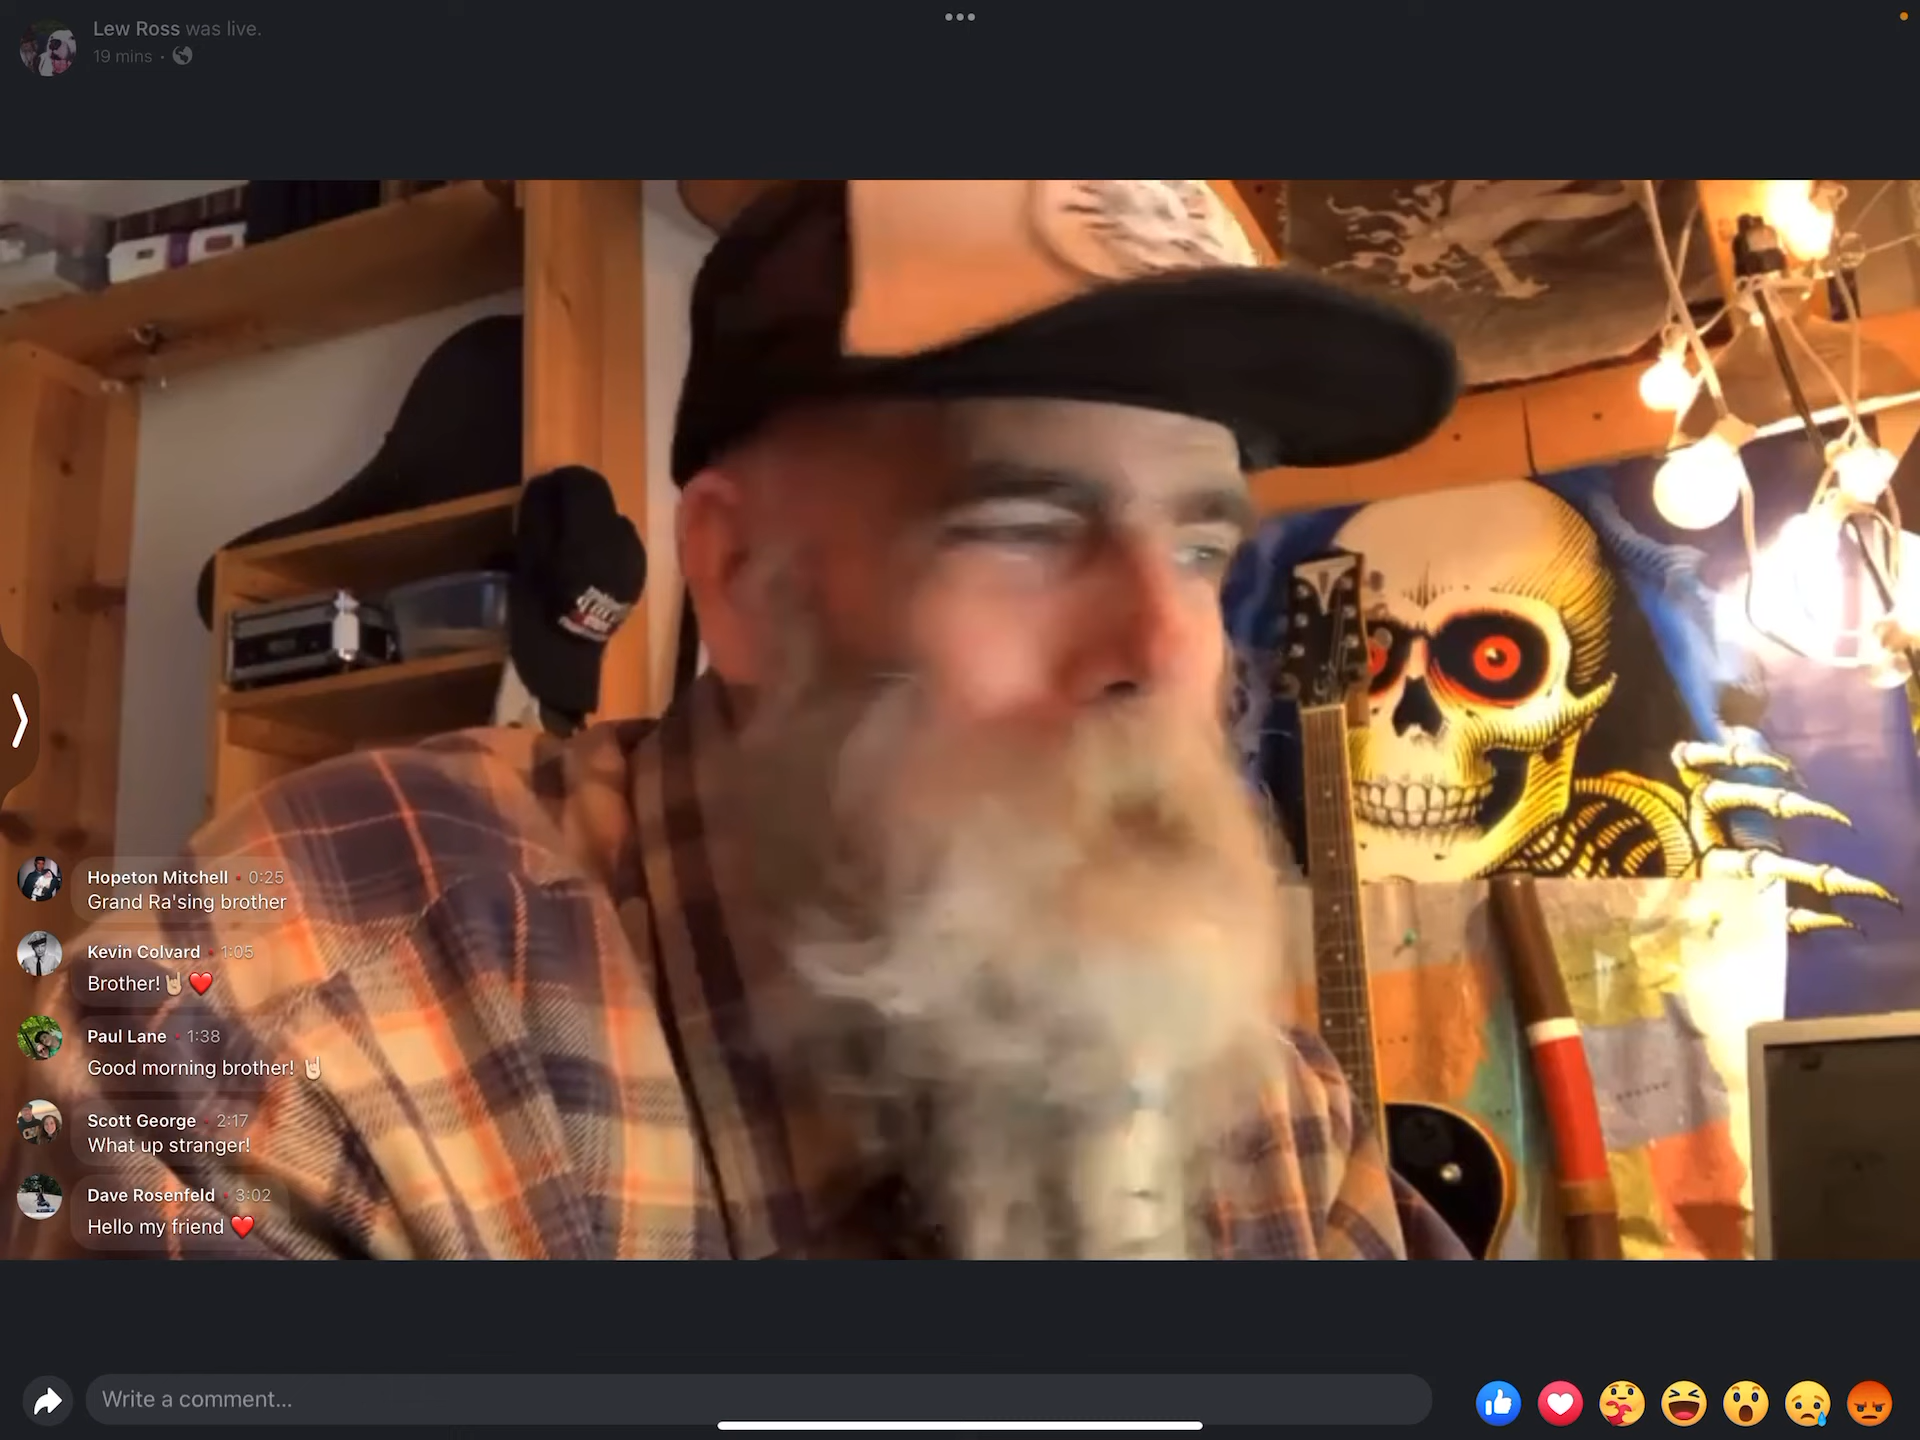 Lew Ross was live.
19 mins ·
Hopeton Mitchell • 0:25
Grand Ra'sing brother
Kevin Colvard • 1:05
Brother!🤘🏼❤️
Paul Lane • 1:38
Good morning brother! 🤘🏻
Scott George • 2:17
What up stranger!
Dave Rosenfeld • 3:02
Hello my friend ❤️
Write a comment...